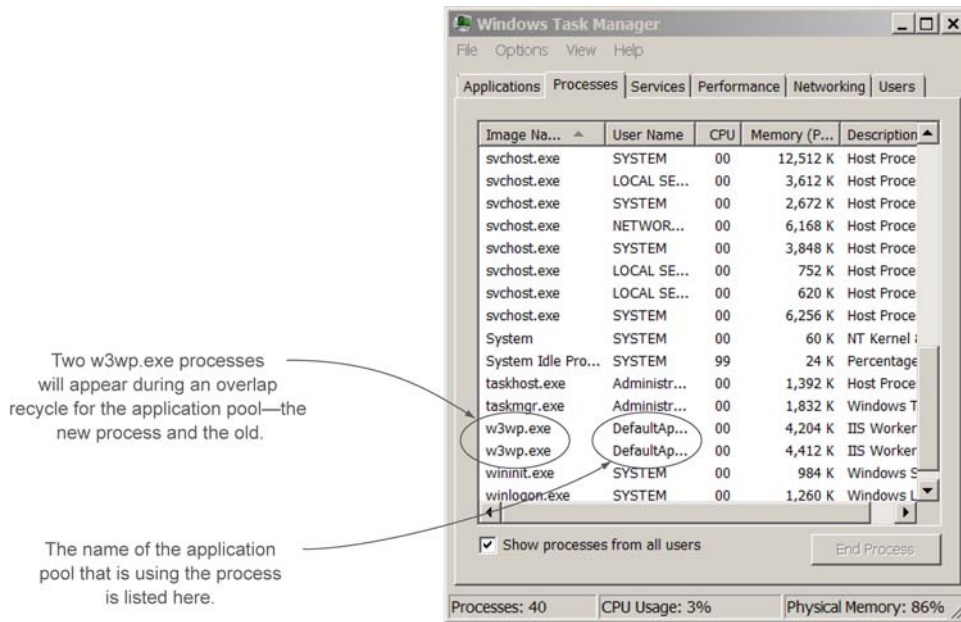 Windows Task Manager
File Options View Help
Applications Processes Services Performance Networking Users
Image Na... User Name CPU Memory (P... Description
svchost.exe SYSTEM 00 12,512 K Host Proce
svchost.exe LOCAL SE... 00 3,612 K Host Proce
svchost.exe SYSTEM 00 2,672 K Host Proce
svchost.exe NETWOR... 00 6,168 K Host Proce
svchost.exe SYSTEM 00 3,848 K Host Proce
svchost.exe LOCAL SE... 00 752 K Host Proce
svchost.exe LOCAL SE... 00 620 K Host Proce
svchost.exe SYSTEM 00 6,256 K Host Proce
System SYSTEM 00 60 K NT Kernel
System Idle Pro... SYSTEM 99 24 K Percentage
taskhost.exe Administr... 00 1,392 K Host Proce
taskmgr.exe Administr... 00 1,832 K Windows T
w3wp.exe DefaultAp... 00 4,204 K IIS Worker
w3wp.exe DefaultAp... 00 4,412 K IIS Worker
wininit.exe SYSTEM 00 984 K Windows S
winlogon.exe SYSTEM 00 1,260 K Windows L
Show processes from all users
End Process
Processes: 40 CPU Usage: 3% Physical Memory: 86%
Two w3wp.exe processes
will appear during an overlap
recycle for the application pool—the
new process and the old.
The name of the application
pool that is using the process
is listed here.